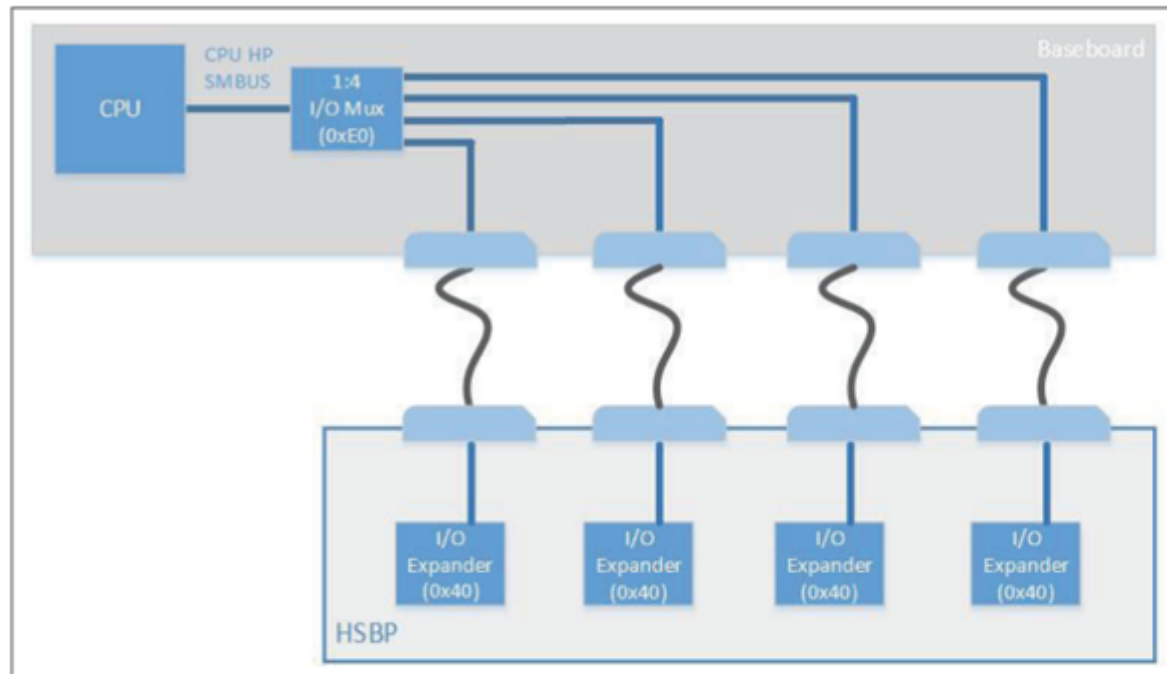 Baseboard
CPU HP
SMBUS
CPU
1:4
I/O Mux
(0xE0)
I/O
Expander
(0x40)
I/O
Expander
(0x40)
I/O
Expander
(0x40)
I/O
Expander
(0x40)
HSBP